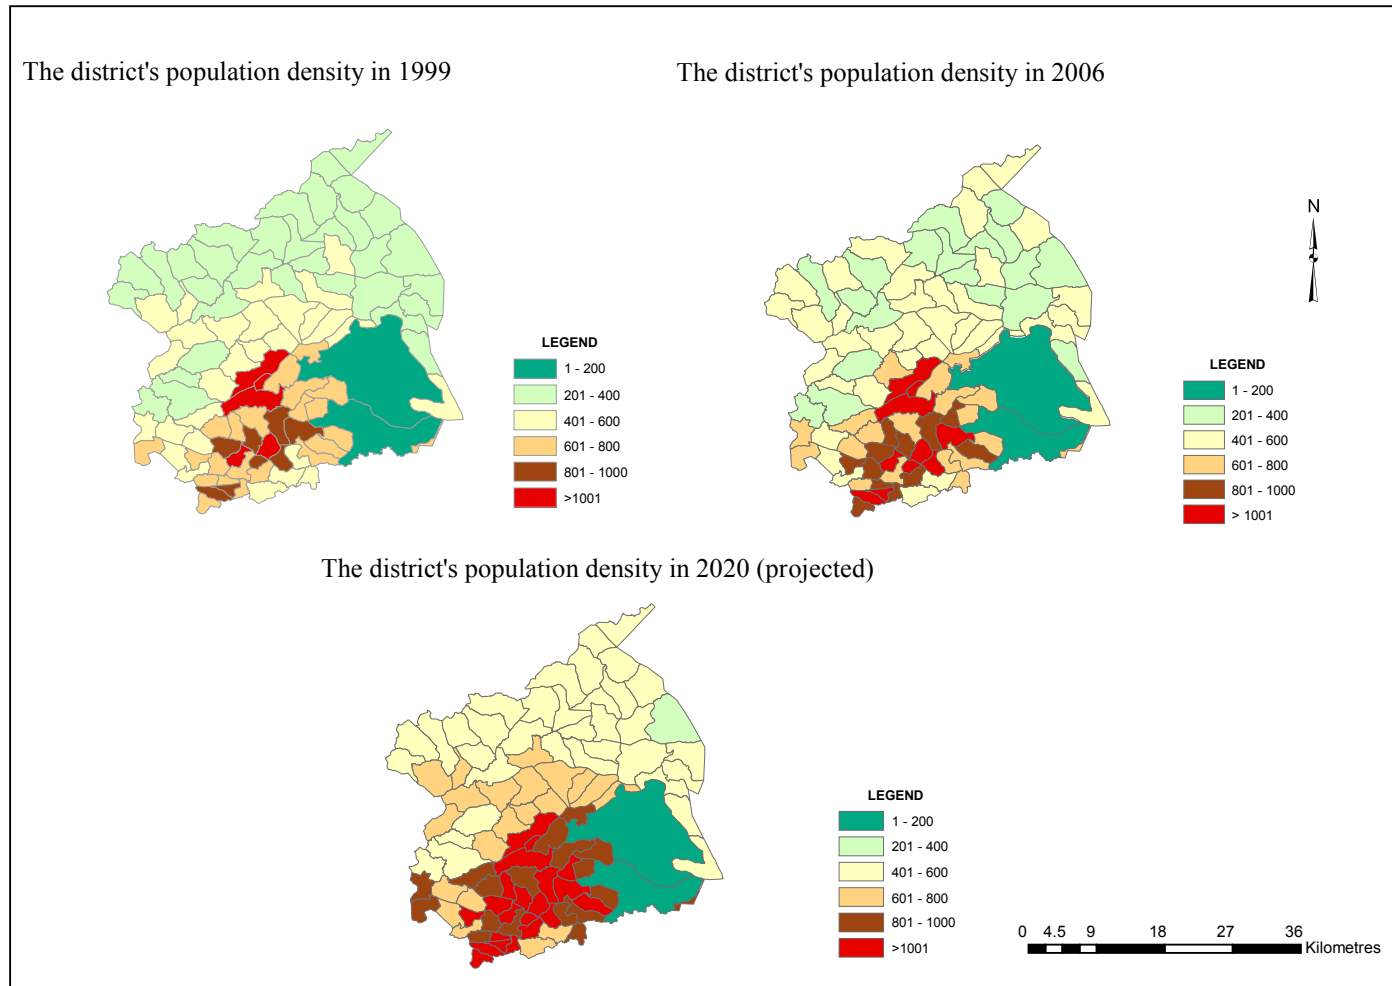 The district's population density in 1999
The district's population density in 2006
N
LEGEND
1 - 200
201 - 400
401 - 600
601 - 800
801 - 1000
>1001
LEGEND
1 - 200
201 - 400
401 - 600
601 - 800
801 - 1000
> 1001
The district's population density in 2020 (projected)
LEGEND
1 - 200
201 - 400
401 - 600
601 - 800
801 - 1000
>1001
0 4.5 9 18 27 36
Kilometres